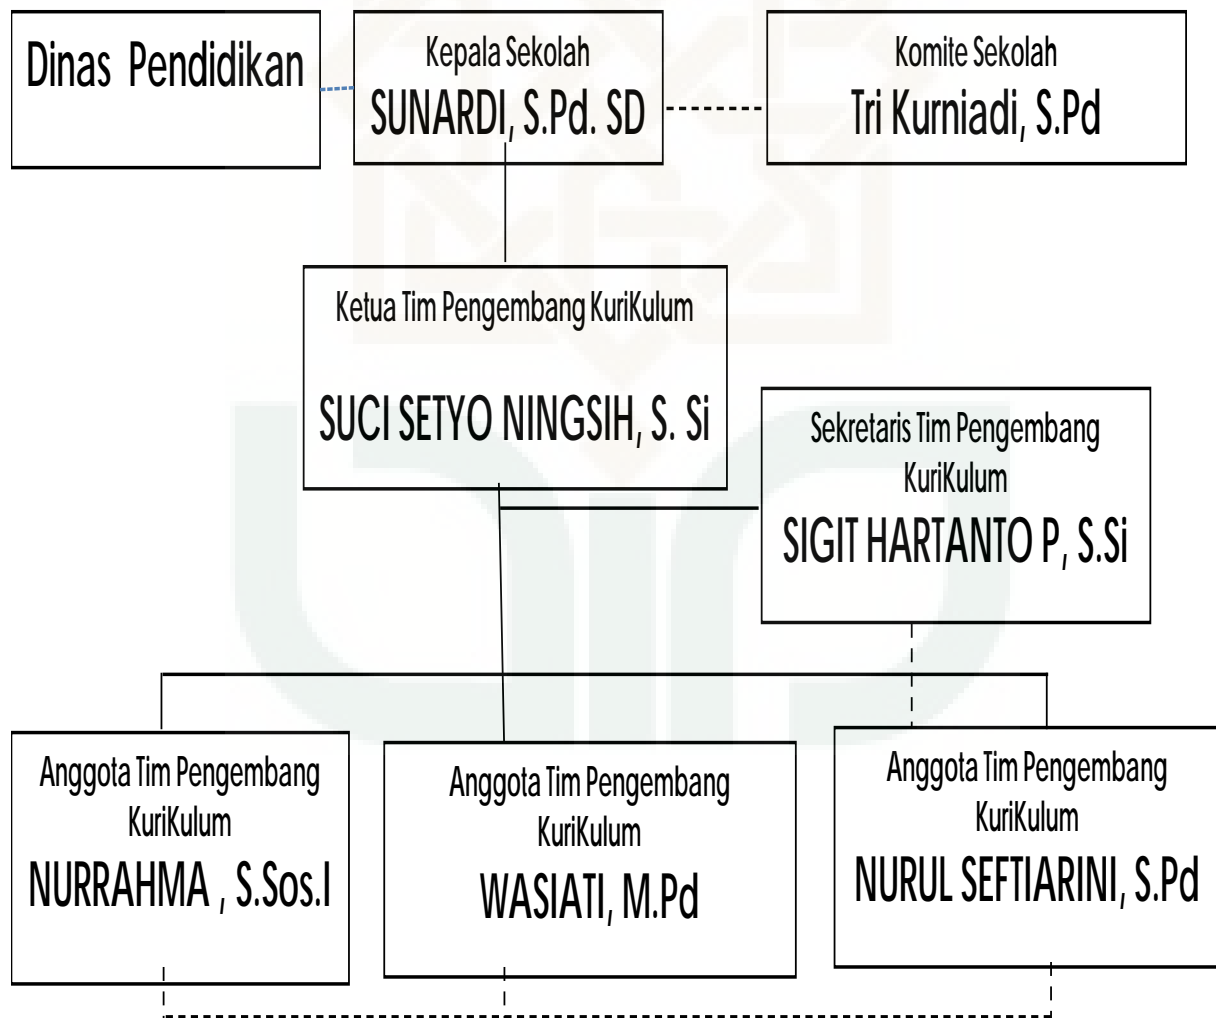 Dinas Pendidikan
Kepala Sekolah
SUNARDI, S.Pd. SD
Komite Sekolah
Tri Kurniadi, S.Pd
Ketua Tim Pengembang KuriKulum
SUCI SETYO NINGSIH, S. Si
Sekretaris Tim Pengembang
KuriKulum
SIGIT HARTANTO P, S.Si
Anggota Tim Pengembang
KuriKulum
NURRAHMA , S.Sos.I
Anggota Tim Pengembang
KuriKulum
WASIATI, M.Pd
Anggota Tim Pengembang
KuriKulum
NURUL SEFTIARINI, S.Pd